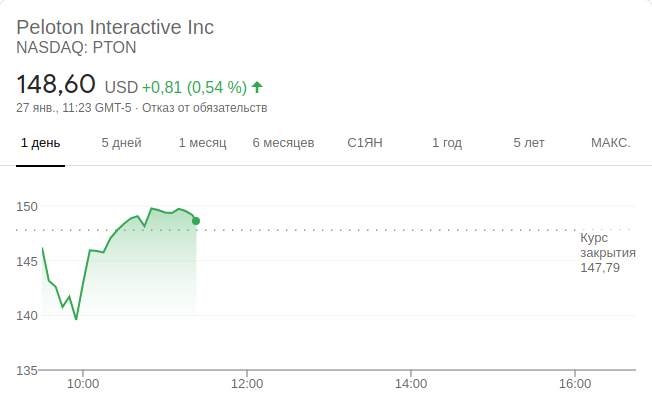 Peloton Interactive Inc
NASDAQ: PTON
148,60 USD +0,81 (0,54 %)
27 янв., 11:23 GMT-5 · Отказ от обязательств
1 день 5 дней 1 месяц 6 месяцев С1ЯН 1 год 5 лет МАКС.
150
145
140
135
Курс
закрытия
147,79
10:00 12:00 14:00 16:00